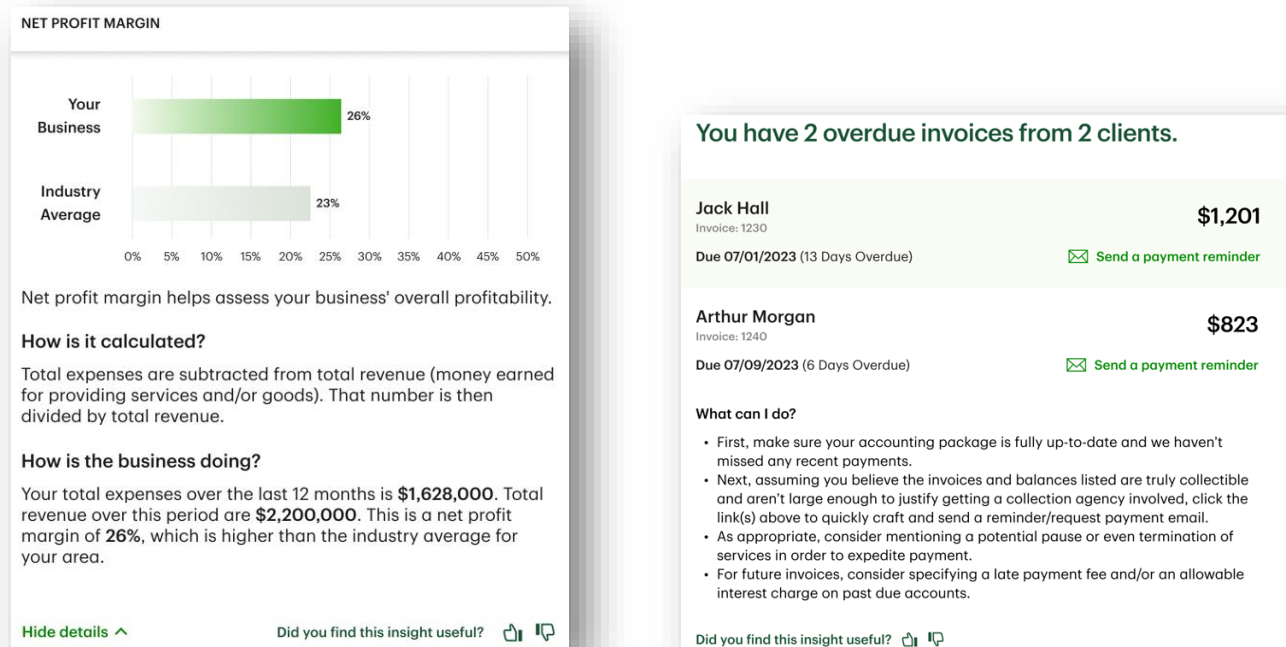 NET PROFIT MARGIN
Your
Business
26%
Industry
Average
23%
0% 5% 10% 15% 20% 25% 30% 35% 40% 45% 50%
Net profit margin helps assess your business' overall profitability.
How is it calculated?
Total expenses are subtracted from total revenue (money earned
for providing services and/or goods). That number is then
divided by total revenue.
How is the business doing?
Your total expenses over the last 12 months is $1,628,000. Total
revenue over this period are $2,200,000. This is a net profit
margin of 26%, which is higher than the industry average for
your area.
Hide details
Did you find this insight useful?
You have 2 overdue invoices from 2 clients.
Jack Hall
$1,201
Invoice: 1230
Due 07/01/2023 (13 Days Overdue)
Send a payment reminder
Arthur Morgan
$823
Invoice: 1240
Due 07/09/2023 (6 Days Overdue)
Send a payment reminder
What can I do?
• First, make sure your accounting package is fully up-to-date and we haven't
missed any recent payments.
• Next, assuming you believe the invoices and balances listed are truly collectible
and aren't large enough to justify getting a collection agency involved, click the
link(s) above to quickly craft and send a reminder/request payment email.
• As appropriate, consider mentioning a potential pause or even termination of
services in order to expedite payment.
• For future invoices, consider specifying a late payment fee and/or an allowable
interest charge on past due accounts.
Did you find this insight useful?